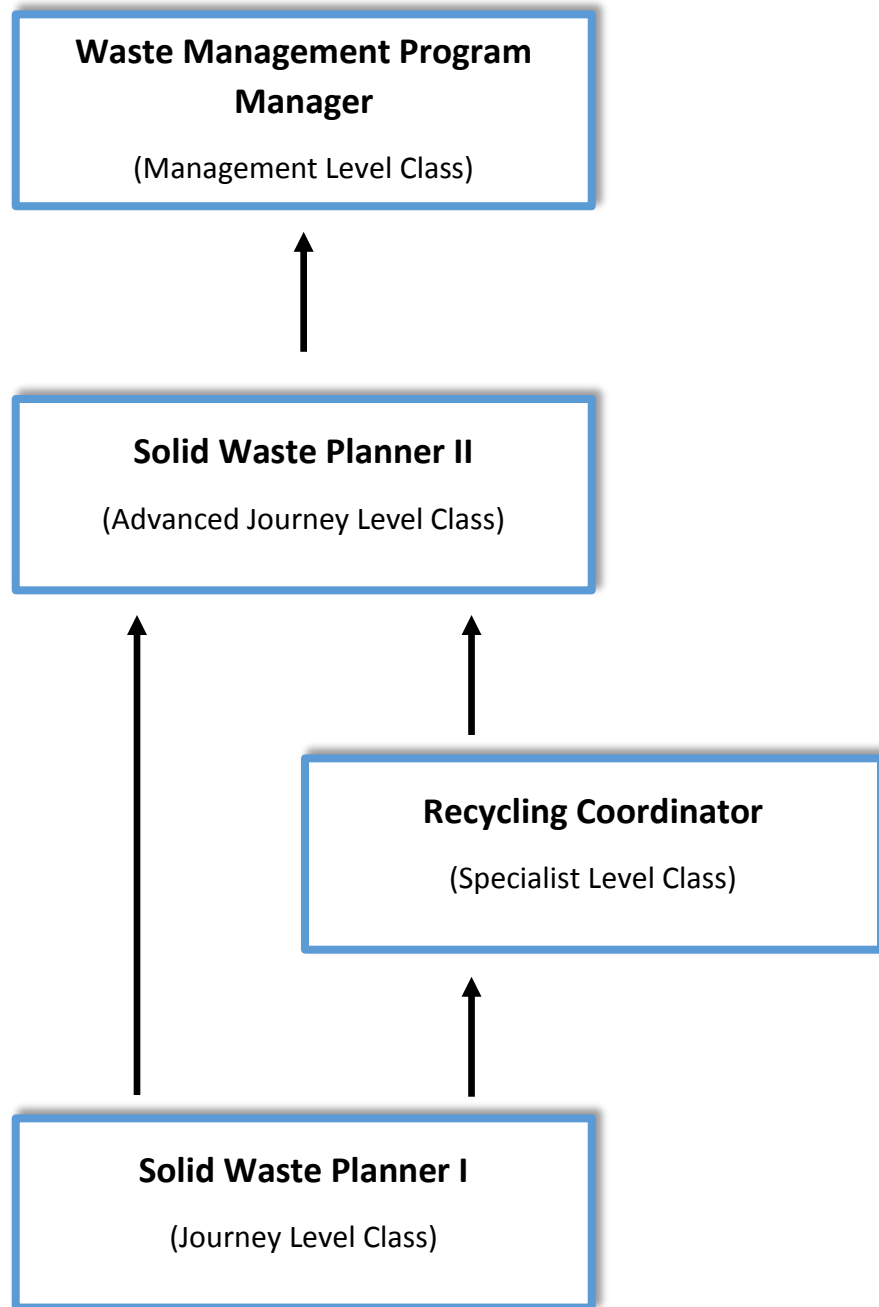 Waste Management Program
Manager
(Management Level Class)
Solid Waste Planner II
(Advanced Journey Level Class)
Recycling Coordinator
(Specialist Level Class)
Solid Waste Planner I
(Journey Level Class)